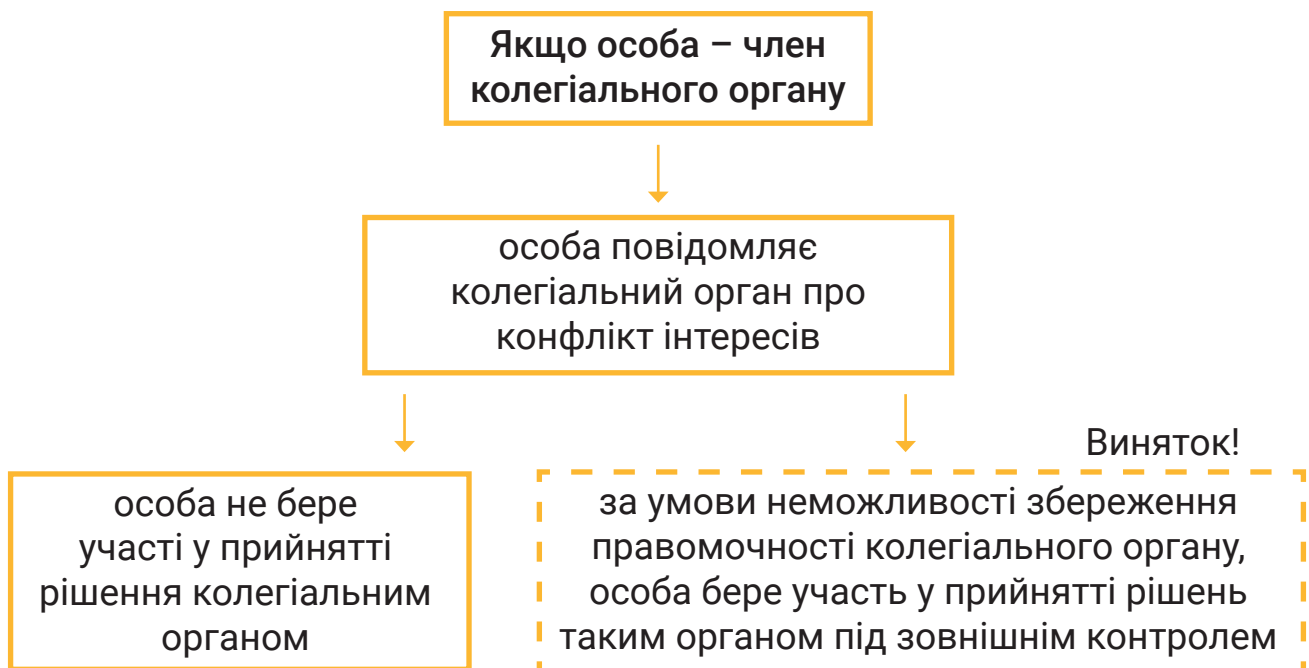 Якщо особа – член
колегіального органу
особа повідомляє
колегіальний орган про
конфлікт інтересів
особа не бере
участі у прийнятті
рішення колегіальним
органом
Виняток!
за умови неможливості збереження
правомочності колегіального органу,
особа бере участь у прийнятті рішень
таким органом під зовнішнім контролем